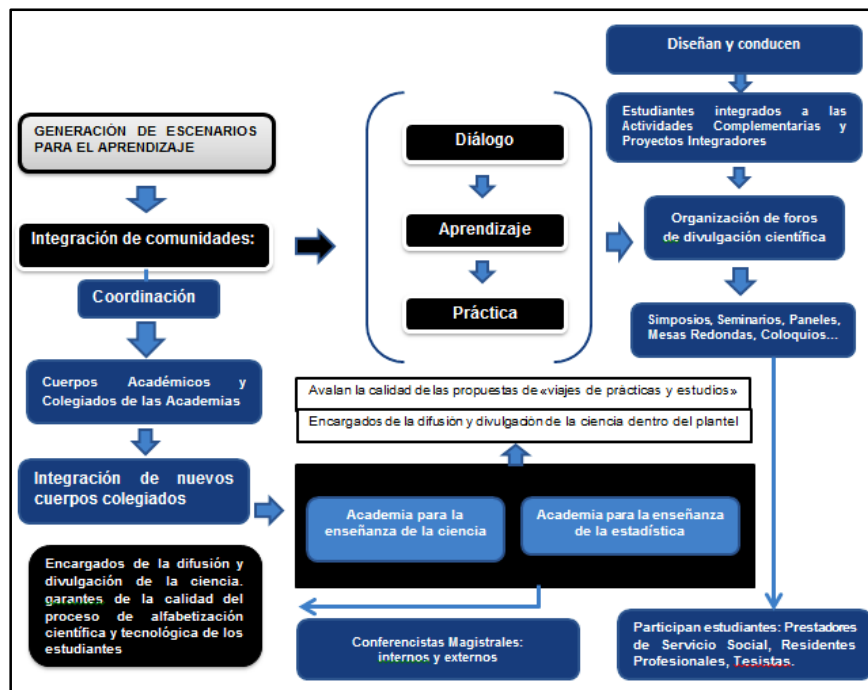 GENERACIÓN DE ESCENARIOS
PARA EL APRENDIZAJE
Integración de comunidades:
Coordinación
Cuerpos Académicos y
Colegiados de las Academias
Integración de nuevos
cuerpos colegiados
Encargados de la difusión y
divulgación de la ciencia.
garantes de la calidad del
proceso de alfabetización
científica y tecnológica de los
estudiantes
Diálogo
Aprendizaje
Práctica
Avalan la calidad de las propuestas de «viajes de prácticas y estudios»
Encargados de la difusión y divulgación de la ciencia dentro del plantel
Academia para la
enseñanza de la ciencia
Academia para la enseñanza
de la estadística
Conferencistas Magistrales:
internos y externos
Diseñan y conducen
Estudiantes integrados a las
Actividades Complementarias y
Proyectos Integradores
Organización de foros
de divulgación científica
Simposios, Seminarios, Paneles,
Mesas Redondas, Coloquios...
Participan estudiantes: Prestadores
de Servicio Social, Residentes
Profesionales, Tesistas.